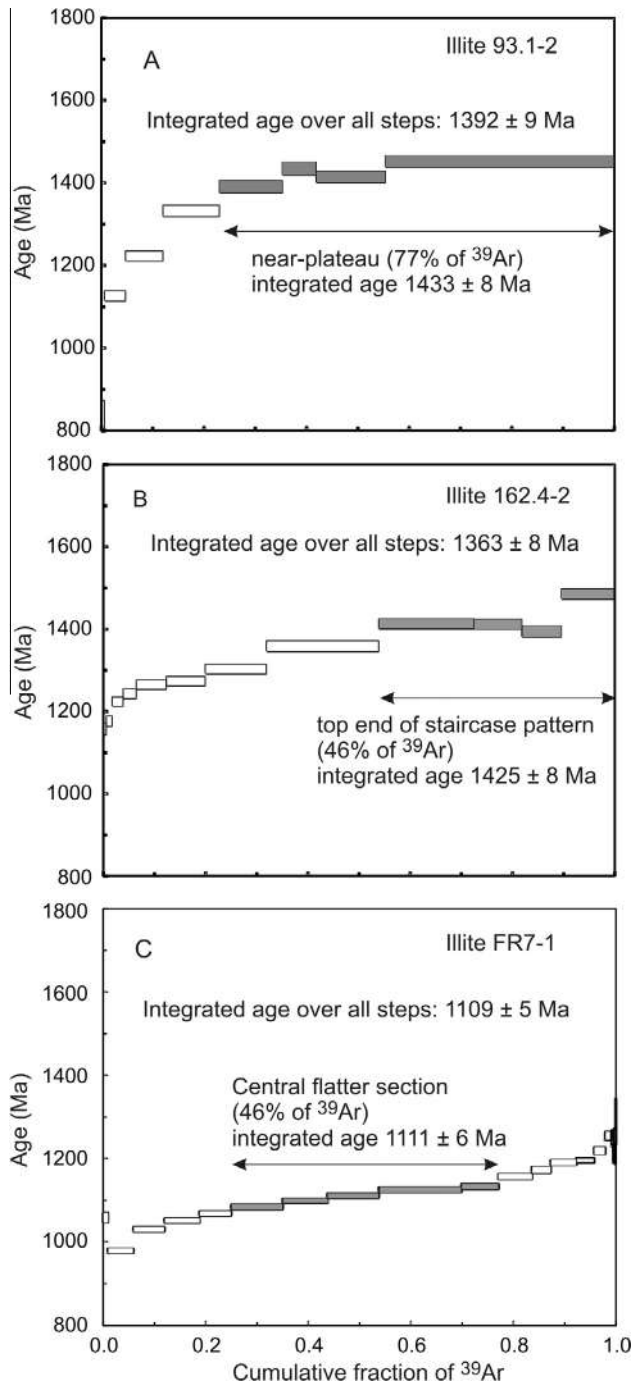 1800
A
Illite 93.1-2
1600
Integrated age over all steps: 1392 ± 9 Ma
1400
Age (Ma)
near-plateau (77% of ³⁹Ar)
1200
integrated age 1433 ± 8 Ma
1000
800
1800
B
Illite 162.4-2
1600
Integrated age over all steps: 1363 ± 8 Ma
1400
Age (Ma)
1200
top end of staircase pattern
(46% of ³⁹Ar)
integrated age 1425 ± 8 Ma
1000
800
1800
C
Illite FR7-1
1600
Integrated age over all steps: 1109 ± 5 Ma
1400
Age (Ma)
Central flatter section
(46% of ³⁹Ar)
integrated age 1111 ± 6 Ma
1200
1000
800
0.0 0.2 0.4 0.6 0.8 1.0
Cumulative fraction of ³⁹Ar